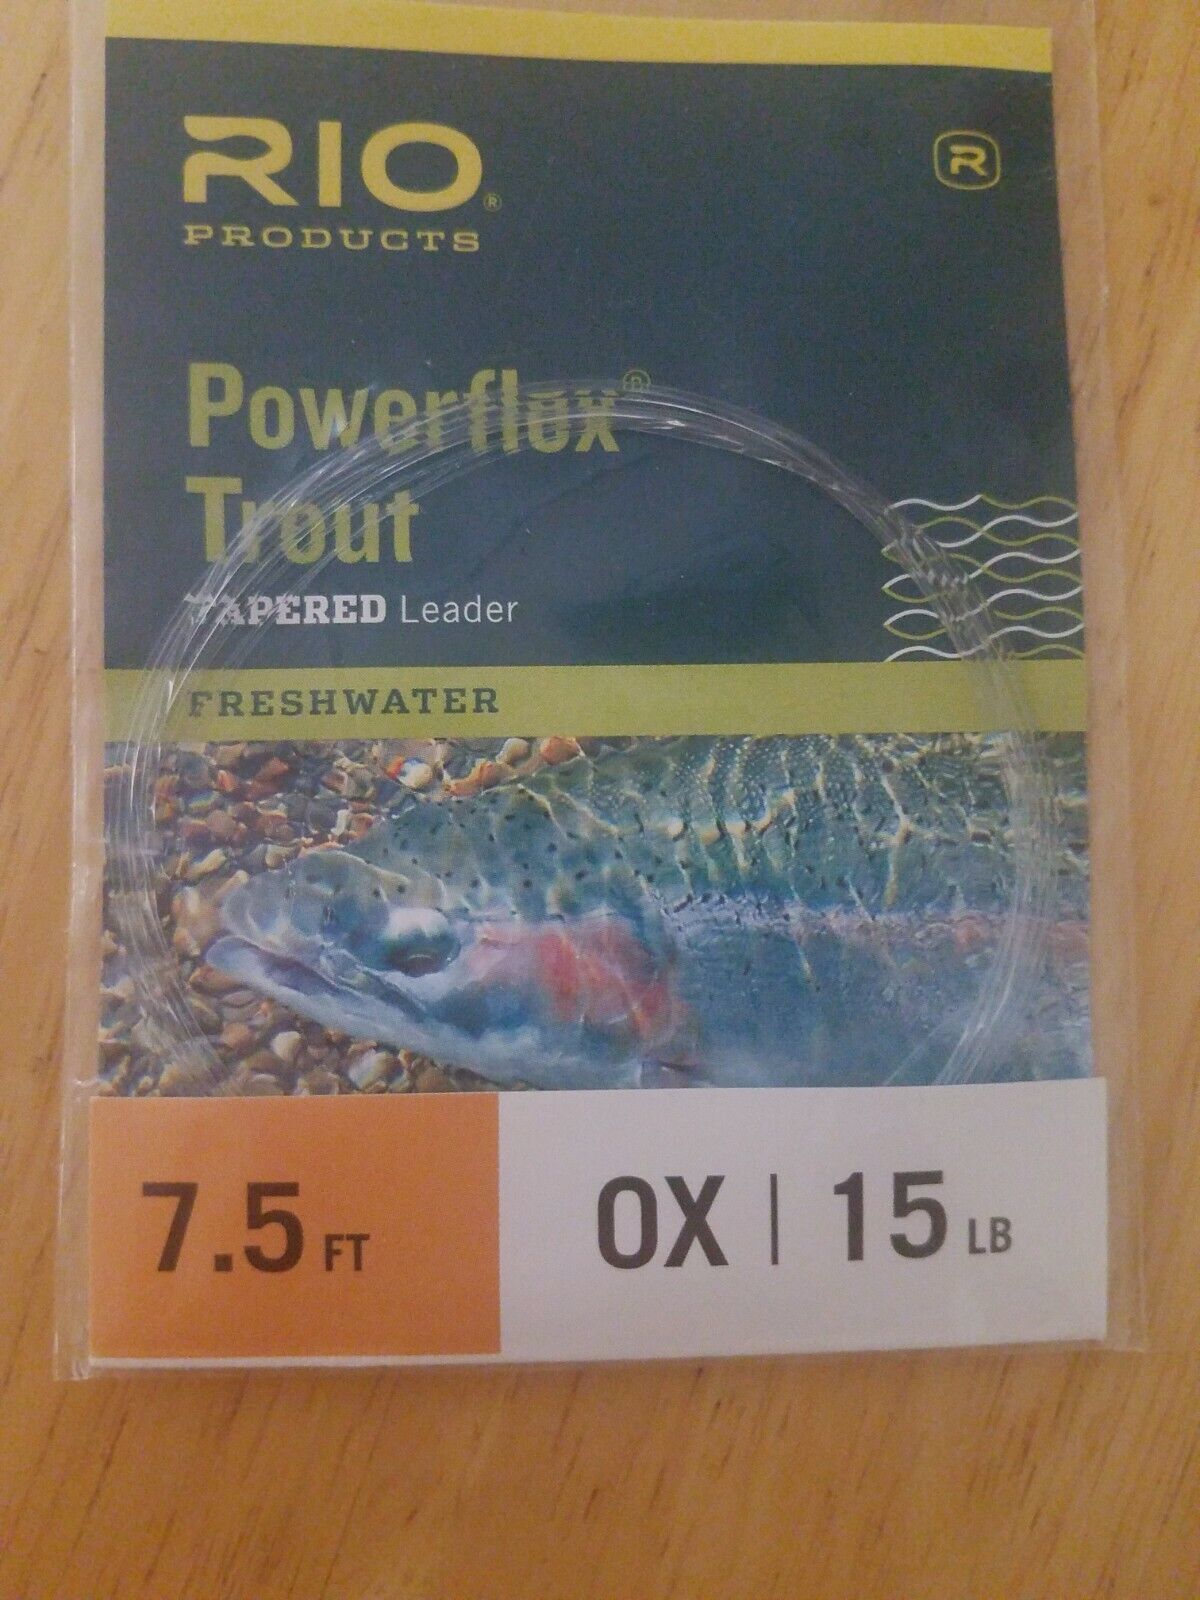 RIO®
PRODUCTS
R
Powerflex®
Trout
TAPERED Leader
FRESHWATER
7.5 FT
0X | 15 LB